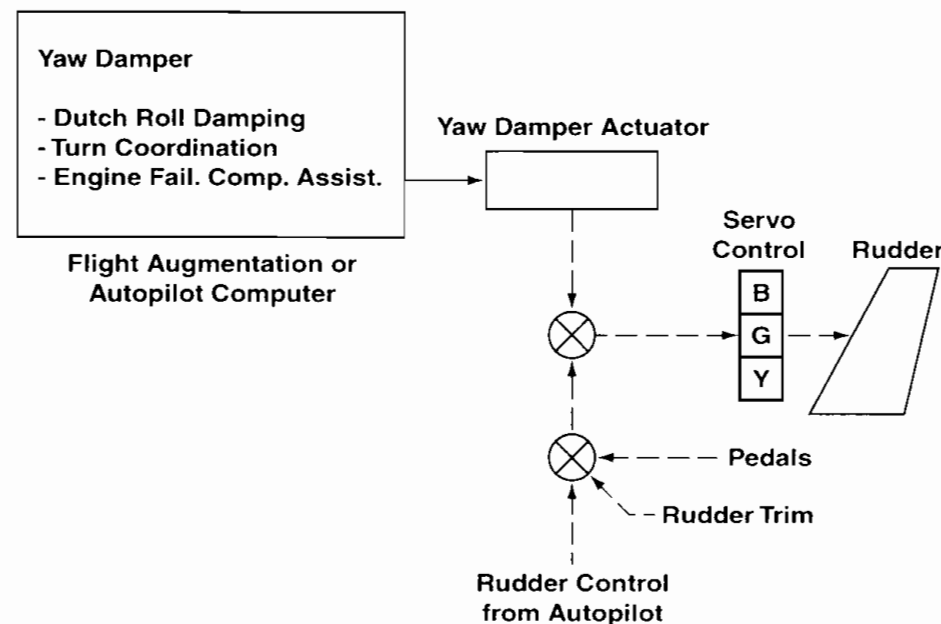 Yaw Damper
- Dutch Roll Damping
- Turn Coordination
- Engine Fail. Comp. Assist.
Flight Augmentation or
Autopilot Computer
Yaw Damper Actuator
Servo
Control
B
G
Y
Rudder
Pedals
Rudder Trim
Rudder Control
from Autopilot